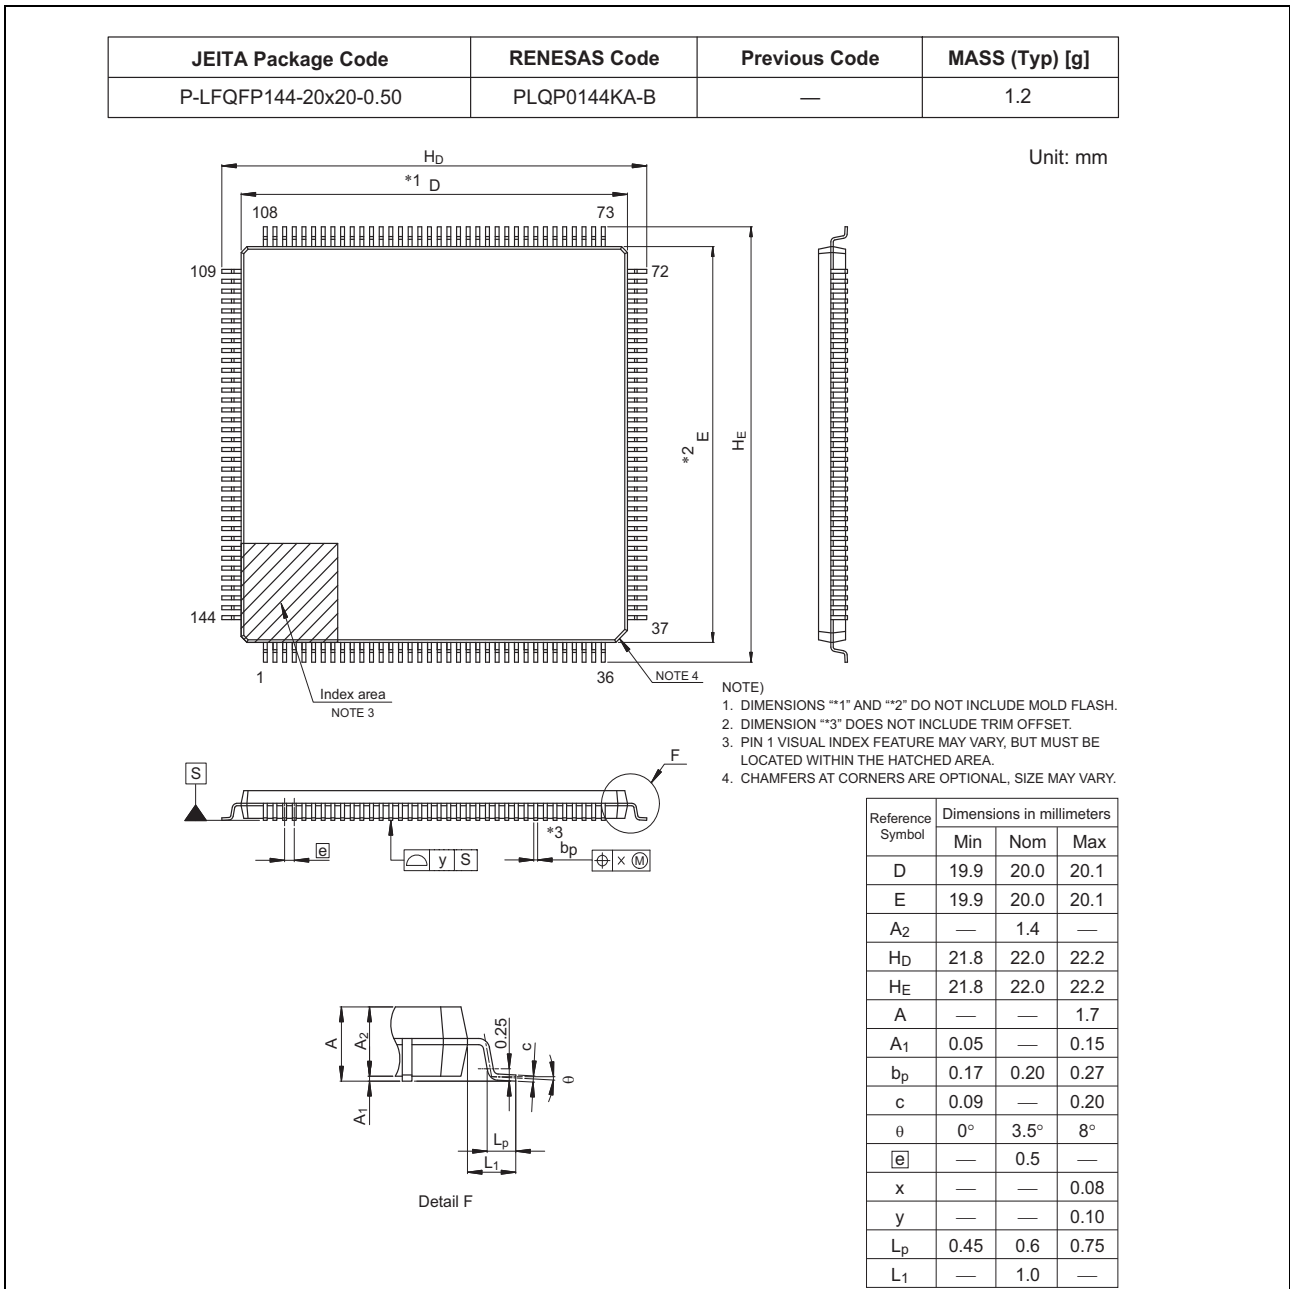 JEITA Package Code RENESAS Code Previous Code MASS (Typ) [g]
P-LFQFP144-20x20-0.50 PLQP0144KA-B — 1.2
Unit: mm
HD
*1 D
108 73
109 72
*2 E
HE
144 37
1 36
NOTE 4
Index area
NOTE 3
NOTE)
1. DIMENSIONS “*1” AND “*2” DO NOT INCLUDE MOLD FLASH.
2. DIMENSION “*3” DOES NOT INCLUDE TRIM OFFSET.
3. PIN 1 VISUAL INDEX FEATURE MAY VARY, BUT MUST BE
LOCATED WITHIN THE HATCHED AREA.
4. CHAMFERS AT CORNERS ARE OPTIONAL, SIZE MAY VARY.
S
F
e
y S
*3
bp
× M
A
A2
A1
0.25
c
θ
Lp
L1
Detail F
Reference Symbol Dimensions in millimeters
Min Nom Max
D 19.9 20.0 20.1
E 19.9 20.0 20.1
A2 — 1.4 —
HD 21.8 22.0 22.2
HE 21.8 22.0 22.2
A — — 1.7
A1 0.05 — 0.15
bp 0.17 0.20 0.27
c 0.09 — 0.20
θ 0° 3.5° 8°
e — 0.5 —
x — — 0.08
y — — 0.10
Lp 0.45 0.6 0.75
L1 — 1.0 —